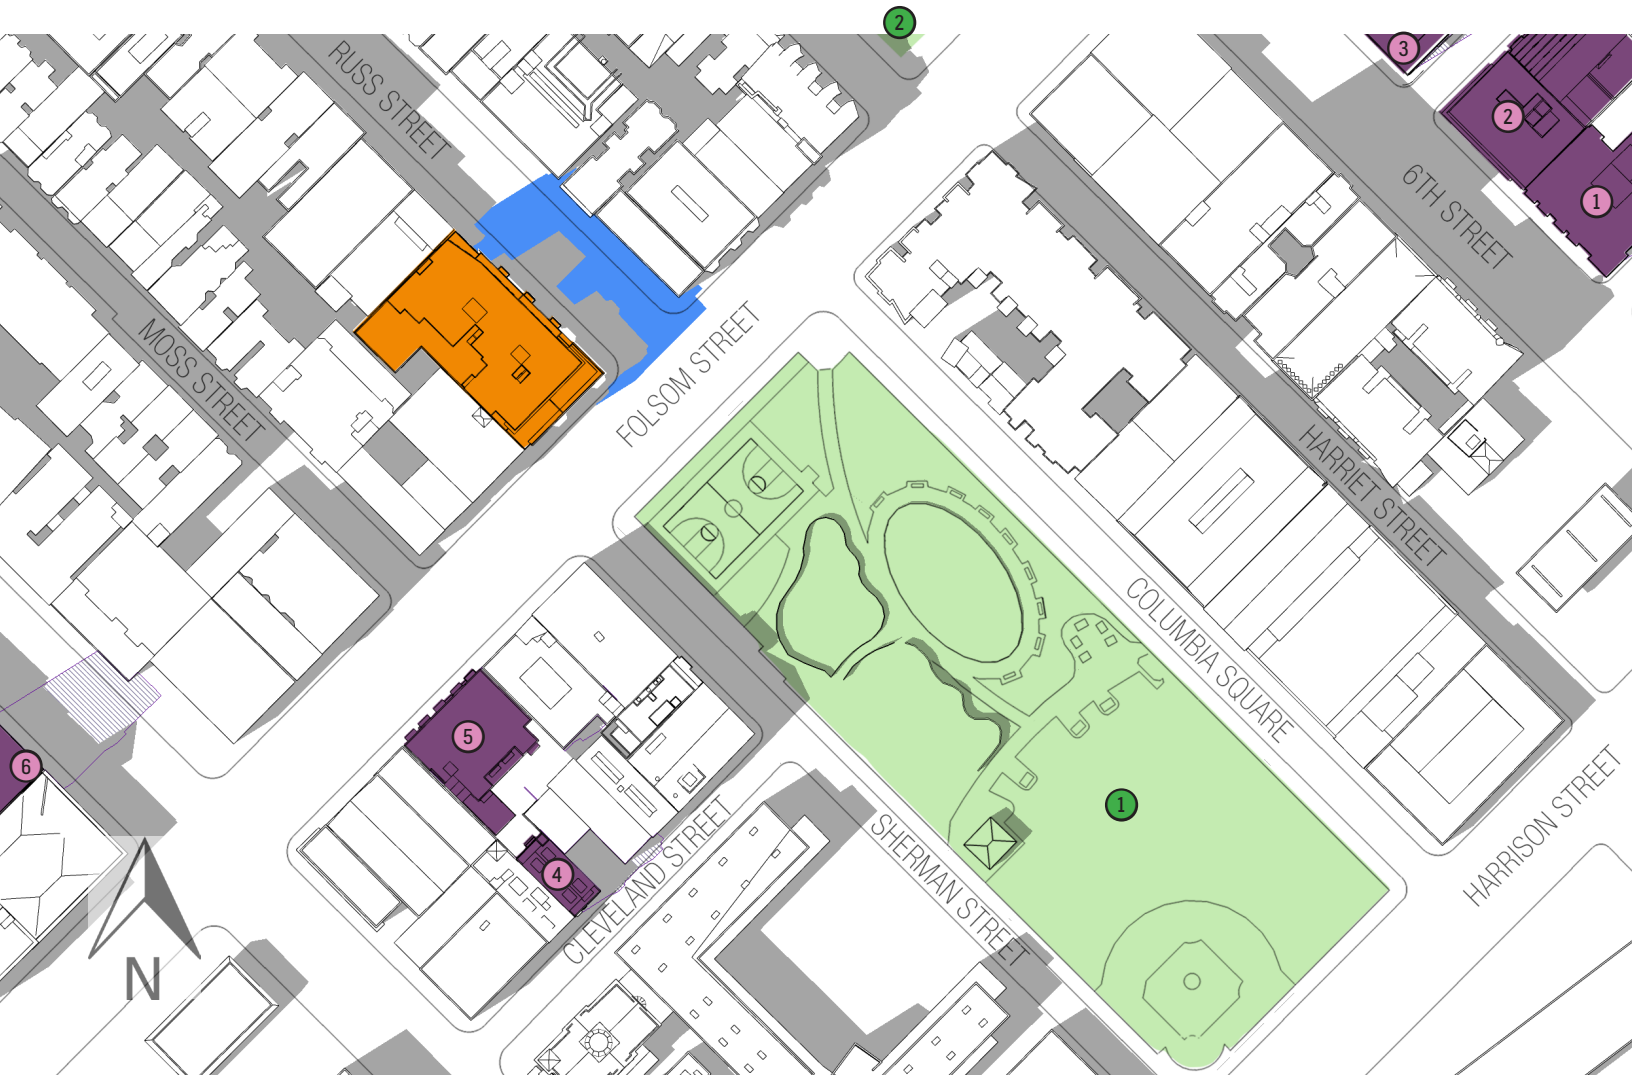 2
3
RUSS STREET
2
6TH STREET
1
MOSS STREET
FOLSOM STREET
HARRIET STREET
COLUMBIA SQUARE
5
6
1
HARRISON STREET
4
CLEVELAND STREET
SHERMAN STREET
N